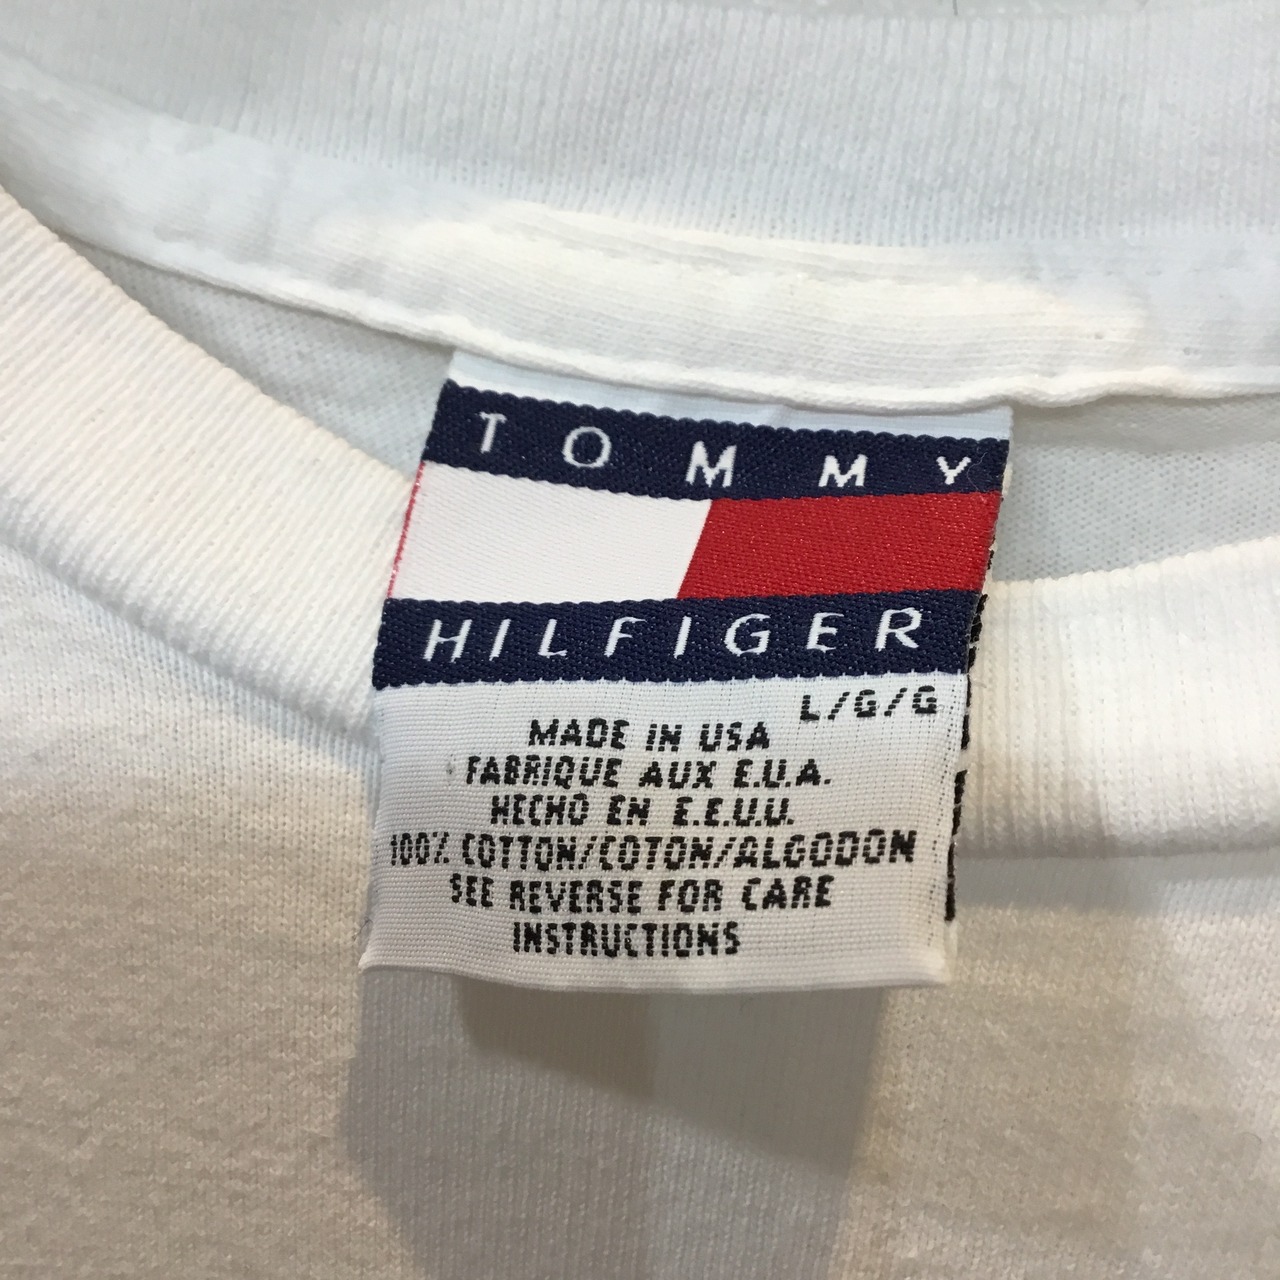 TOMMY
HILFIGER
L/G/G
MADE IN USA
FABRIQUE AUX E.U.A.
HECHO EN E.E.U.U.
100% COTTON/COTON/ALGODON
SEE REVERSE FOR CARE
INSTRUCTIONS